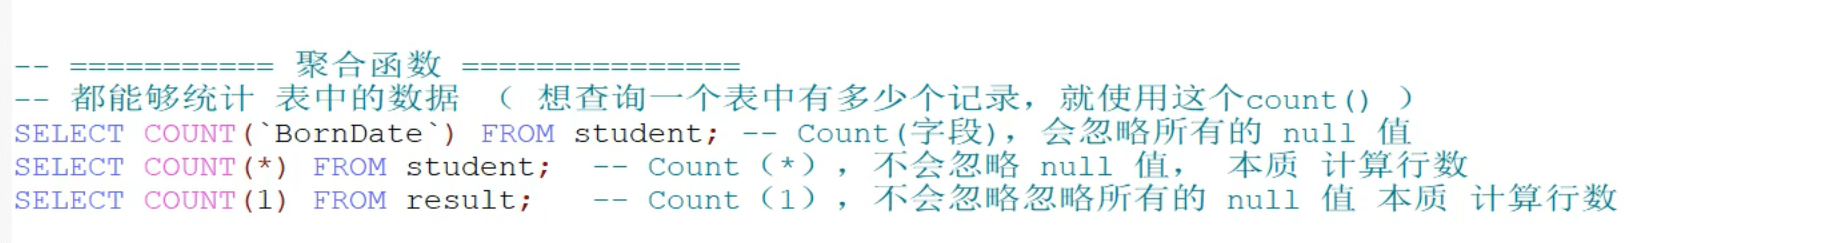 -- =========== 聚合函数 ===============
-- 都能够统计 表中的数据 （ 想查询一个表中有多少个记录，就使用这个count() ）
SELECT COUNT(`BornDate`) FROM student; -- Count(字段)，会忽略所有的 null 值
SELECT COUNT(*) FROM student;  -- Count（*），不会忽略 null 值， 本质 计算行数
SELECT COUNT(1) FROM result;   -- Count（1），不会忽略忽略所有的 null 值 本质 计算行数